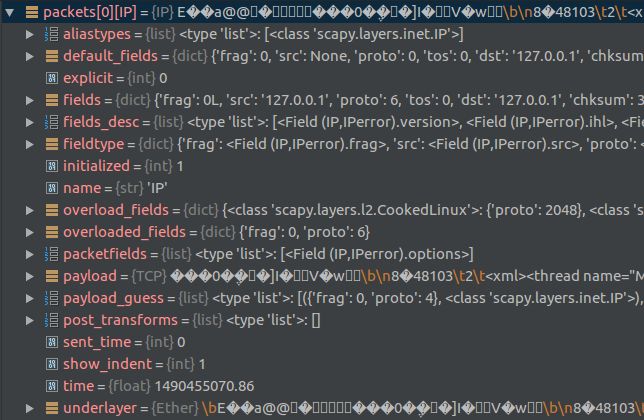 packets[0][IP] = {IP} E��a@@���0���]I�V�w\b\n8�48103\t2\t<x
aliastypes = {list} <type 'list'>: [<class 'scapy.layers.inet.IP'>]
default_fields = {dict} {'frag': 0, 'src': None, 'proto': 0, 'tos': 0, 'dst': '127.0.0.1', 'chksum':
explicit = {int} 0
fields = {dict} {'frag': 0L, 'src': '127.0.0.1', 'proto': 6, 'tos': 0, 'dst': '127.0.0.1', 'chksum': 3
fields_desc = {list} <type 'list'>: [<Field (IP,IPerror).version>, <Field (IP,IPerror).ihl>, <Fie
fieldtype = {dict} {'frag': <Field (IP,IPerror).frag>, 'src': <Field (IP,IPerror).src>, 'proto': <
initialized = {int} 1
name = {str} 'IP'
overload_fields = {dict} {<class 'scapy.layers.l2.CookedLinux'>: {'proto': 2048}, <class 's
overloaded_fields = {dict} {'frag': 0, 'proto': 6}
packetfields = {list} <type 'list'>: [<Field (IP,IPerror).options>]
payload = {TCP} ���0���]I�V�w\b\n8�48103\t2\t<xml><thread name="M
payload_guess = {list} <type 'list'>: [({'frag': 0, 'proto': 4}, <class 'scapy.layers.inet.IP'>),
post_transforms = {list} <type 'list'>: []
sent_time = {int} 0
show_indent = {int} 1
time = {float} 1490455070.86
underlayer = {Ether} \bE��a@@���0���]I�V�w\b\n8�48103